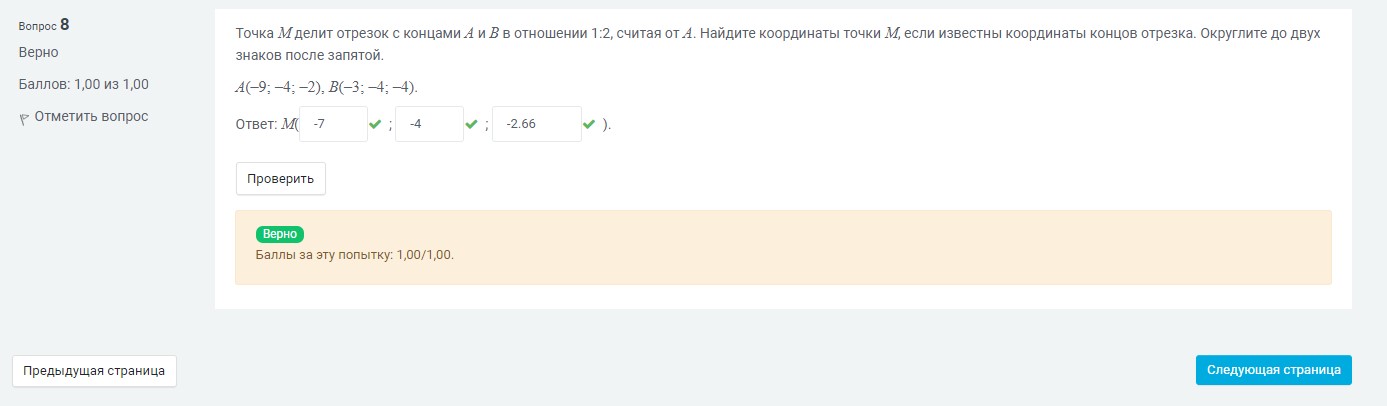 Вопрос 8
Верно
Баллов: 1,00 из 1,00
Отметить вопрос
Точка M делит отрезок с концами A и B в отношении 1:2, считая от A. Найдите координаты точки M, если известны координаты концов отрезка. Округлите до двух
знаков после запятой.
A(–9; –4; –2), B(–3; –4; –4).
Ответ: M( -7 ; -4 ; -2.66 ).
Проверить
Верно
Баллы за эту попытку: 1,00/1,00.
Предыдущая страница
Следующая страница